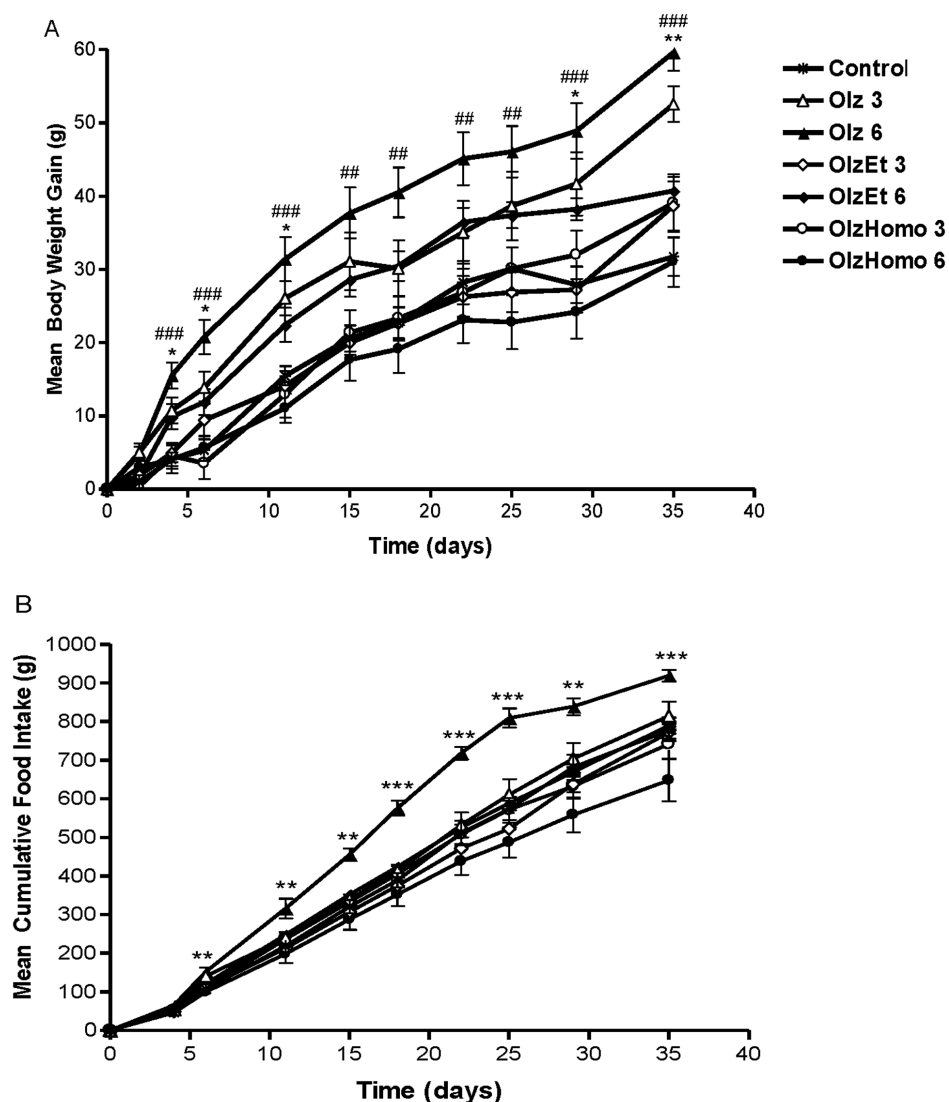 A
###
**
###
*
##
##
##
##
###
*
###
*
###
*
60
50
40
30
20
10
0
Mean Body Weight Gain (g)
0 5 10 15 20 25 30 35 40
Time (days)
Control
Olz 3
Olz 6
OlzEt 3
OlzEt 6
OlzHomo 3
OlzHomo 6
B
***
**
***
***
***
**
**
**
1000
900
800
700
600
500
400
300
200
100
0
Mean Cumulative Food Intake (g)
0 5 10 15 20 25 30 35 40
Time (days)